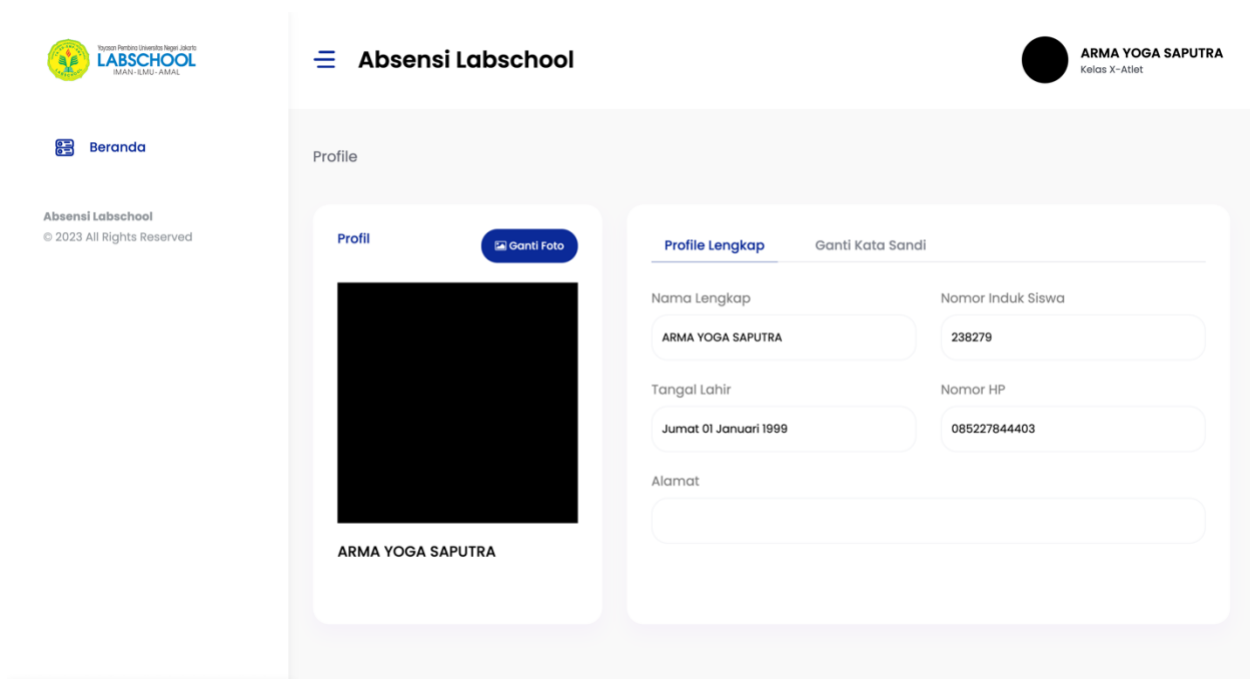 Yayasan Pembina Universitas Negeri Jakarta
LABSCHOOL
IMAN-ILMU-AMAL
Absensi Labschool
ARMA YOGA SAPUTRA
Kelas X-Atlet
Beranda
Absensi Labschool
© 2023 All Rights Reserved
Profile
Profil
Ganti Foto
ARMA YOGA SAPUTRA
Profile Lengkap
Ganti Kata Sandi
Nama Lengkap
ARMA YOGA SAPUTRA
Nomor Induk Siswa
238279
Tangal Lahir
Jumat 01 Januari 1999
Nomor HP
085227844403
Alamat